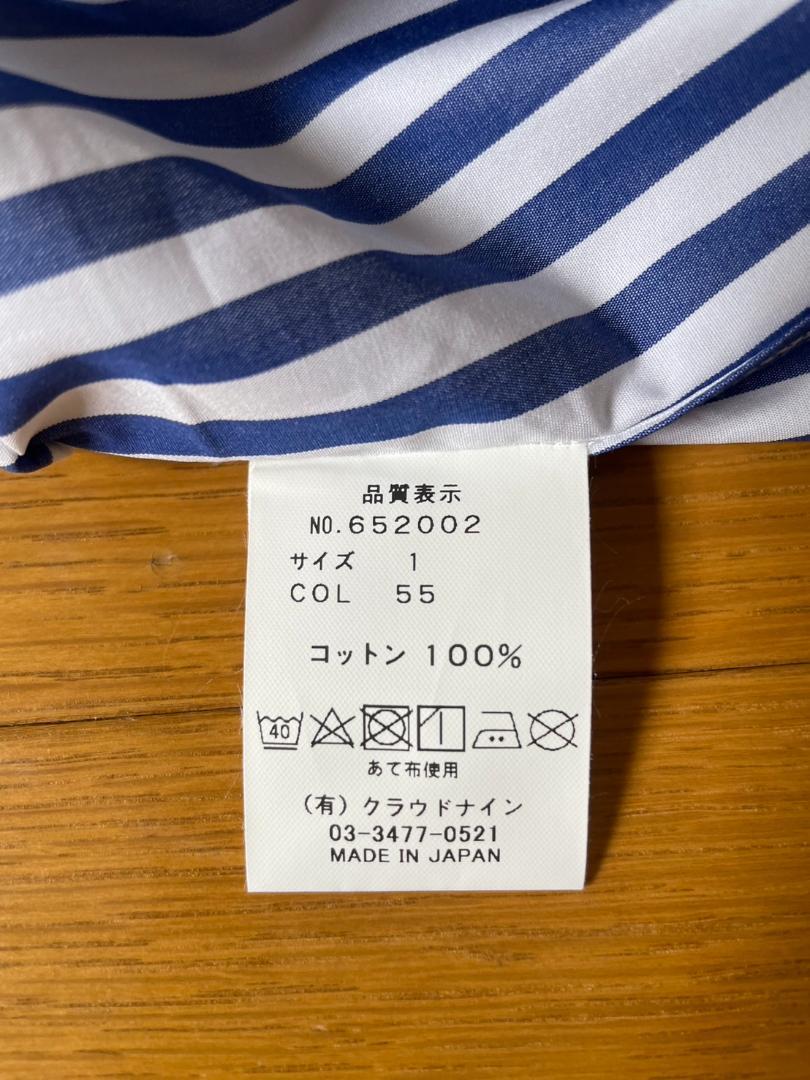 品質表示
NO.652002
サイズ 1
COL 55
コットン 100%
40
あて布使用
(有) クラウドナイン
03-3477-0521
MADE IN JAPAN